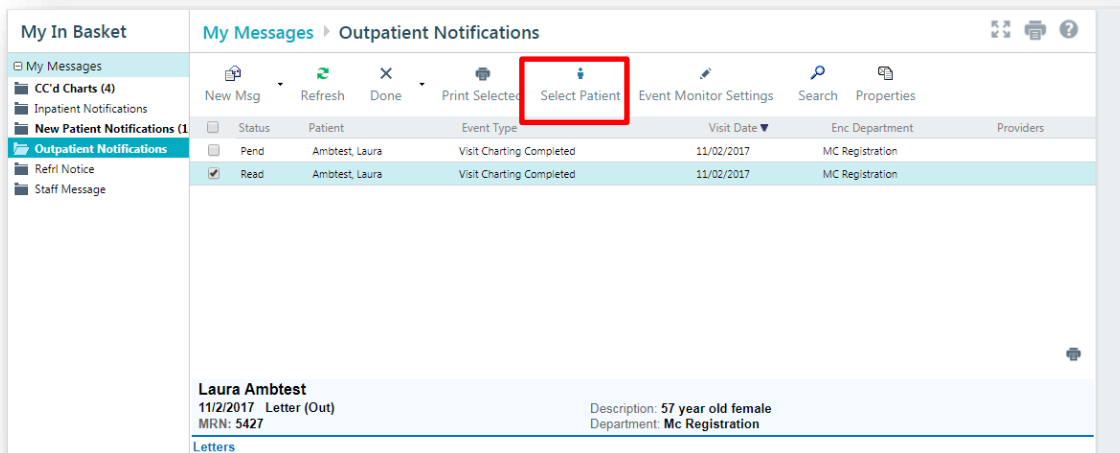 My In Basket
My Messages
CC'd Charts (4)
Inpatient Notifications
New Patient Notifications (1
Outpatient Notifications
Refrl Notice
Staff Message
My Messages Outpatient Notifications
New Msg Refresh Done Print Selected Select Patient Event Monitor Settings Search Properties
Status Patient Event Type Visit Date Enc Department Providers
Pend Ambtest, Laura Visit Charting Completed 11/02/2017 MC Registration
Read Ambtest, Laura Visit Charting Completed 11/02/2017 MC Registration
Laura Ambtest
11/2/2017 Letter (Out) Description: 57 year old female
MRN: 5427 Department: Mc Registration
Letters